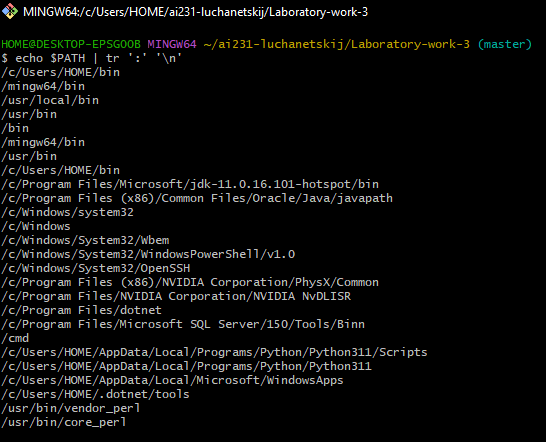 MINGW64:/c/Users/HOME/ai231-luchanetskij/Laboratory-work-3
HOME@DESKTOP-EPSGOOB MINGW64 ~/ai231-luchanetskij/Laboratory-work-3 (master)
$ echo $PATH | tr ':' '\n'
/c/Users/HOME/bin
/mingw64/bin
/usr/local/bin
/usr/bin
/bin
/mingw64/bin
/usr/bin
/c/Users/HOME/bin
/c/Program Files/Microsoft/jdk-11.0.16.101-hotspot/bin
/c/Program Files (x86)/Common Files/Oracle/Java/javapath
/c/Windows/system32
/c/Windows
/c/Windows/System32/Wbem
/c/Windows/System32/WindowsPowerShell/v1.0
/c/Windows/System32/OpenSSH
/c/Program Files (x86)/NVIDIA Corporation/PhysX/Common
/c/Program Files/NVIDIA Corporation/NVIDIA NvDLISR
/c/Program Files/dotnet
/c/Program Files/Microsoft SQL Server/150/Tools/Binn
/cmd
/c/Users/HOME/AppData/Local/Programs/Python/Python311/Scripts
/c/Users/HOME/AppData/Local/Programs/Python/Python311
/c/Users/HOME/AppData/Local/Microsoft/WindowsApps
/c/Users/HOME/.dotnet/tools
/usr/bin/vendor_perl
/usr/bin/core_perl